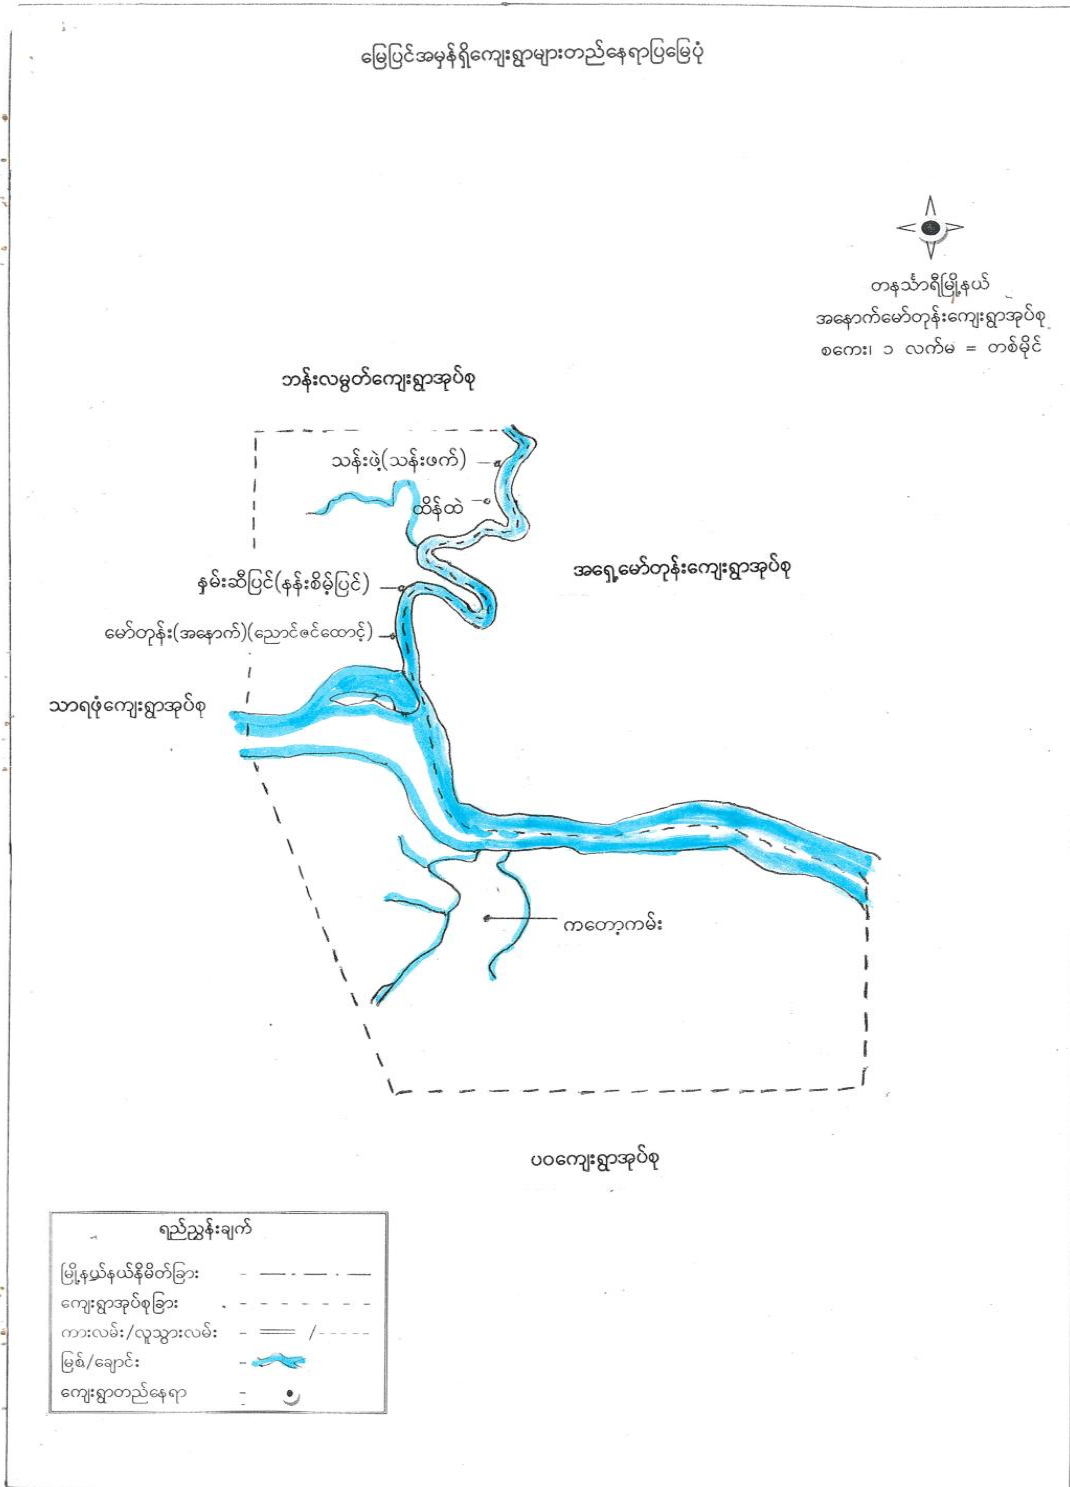 မြေပြင်အမှန်ရှိကျေးရွာများတည်နေရာပြမြေပုံ
တနင်္သာရီမြို့နယ်
အနောက်မော်တုန်းကျေးရွာအုပ်စု
စကေး၊ ၁ လက်မ = တစ်မိုင်
ဘန်းလမွတ်ကျေးရွာအုပ်စု
သန်းဖဲ့(သန်းဖက်)
ထိန်ထဲ
အရှေ့မော်တုန်းကျေးရွာအုပ်စု
နှမ်းဆီပြင်(နန်းစိမ့်ပြင်)
မော်တုန်း(အနောက်)(ညောင်ဇင်ထောင့်)
သာရဖုံကျေးရွာအုပ်စု
ကတော့ကမ်း
ပဝကျေးရွာအုပ်စု
ရည်ညွှန်းချက်
မြို့နယ်နယ်နိမိတ်ခြား
ကျေးရွာအုပ်စုခြား
ကားလမ်း/လူသွားလမ်း
မြစ်/ချောင်း
ကျေးရွာတည်နေရာ